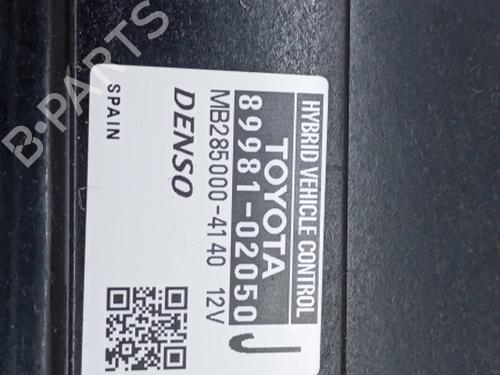 HYBRID VEHICLE CONTROL
TOYOTA
89981-02050 J
MB285000-4140 12V
DENSO
SPAIN
B-PARTS